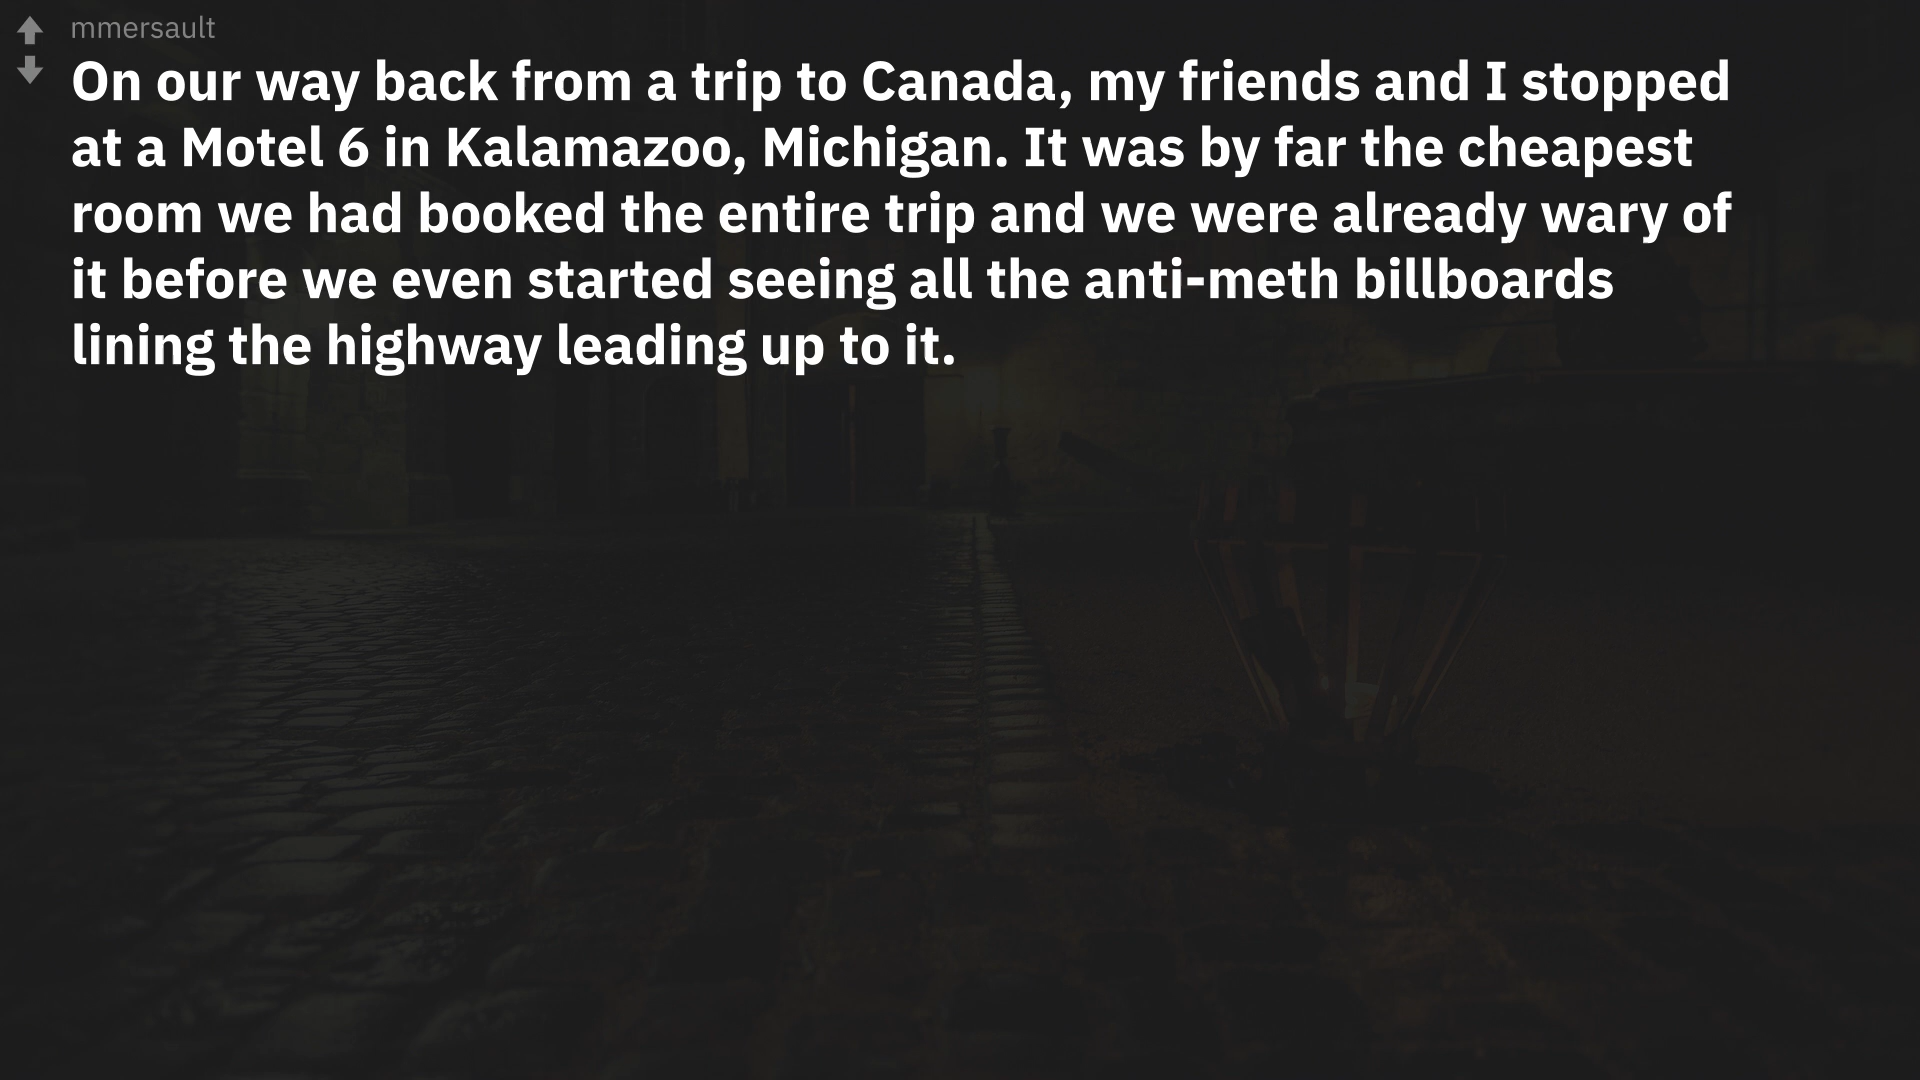 mmersault
On our way back from a trip to Canada, my friends and I stopped
at a Motel 6 in Kalamazoo, Michigan. It was by far the cheapest
room we had booked the entire trip and we were already wary of
it before we even started seeing all the anti-meth billboards
lining the highway leading up to it.